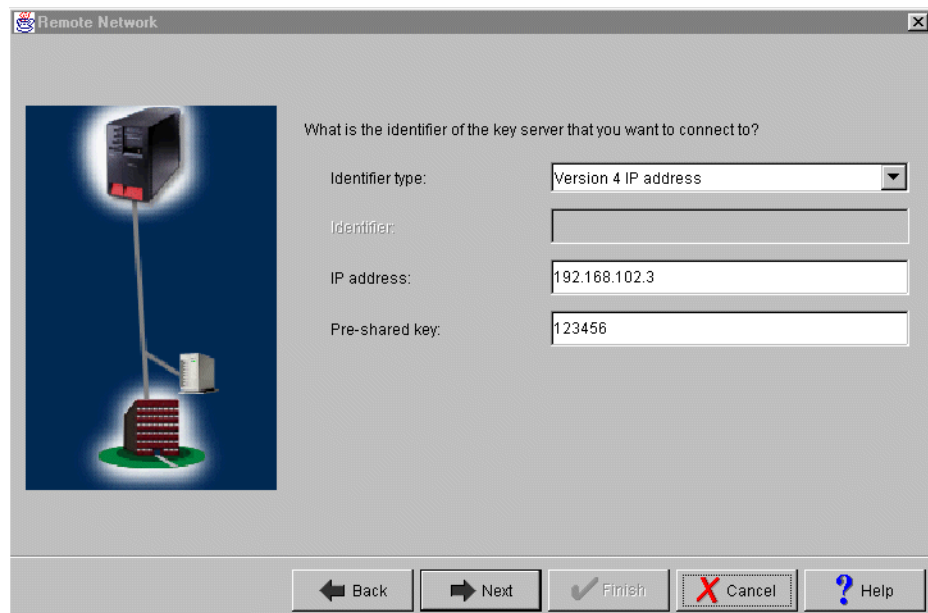 Remote Network
What is the identifier of the key server that you want to connect to?
Identifier type: Version 4 IP address
Identifier:
IP address: 192.168.102.3
Pre-shared key: 123456
Back Next Finish Cancel ? Help